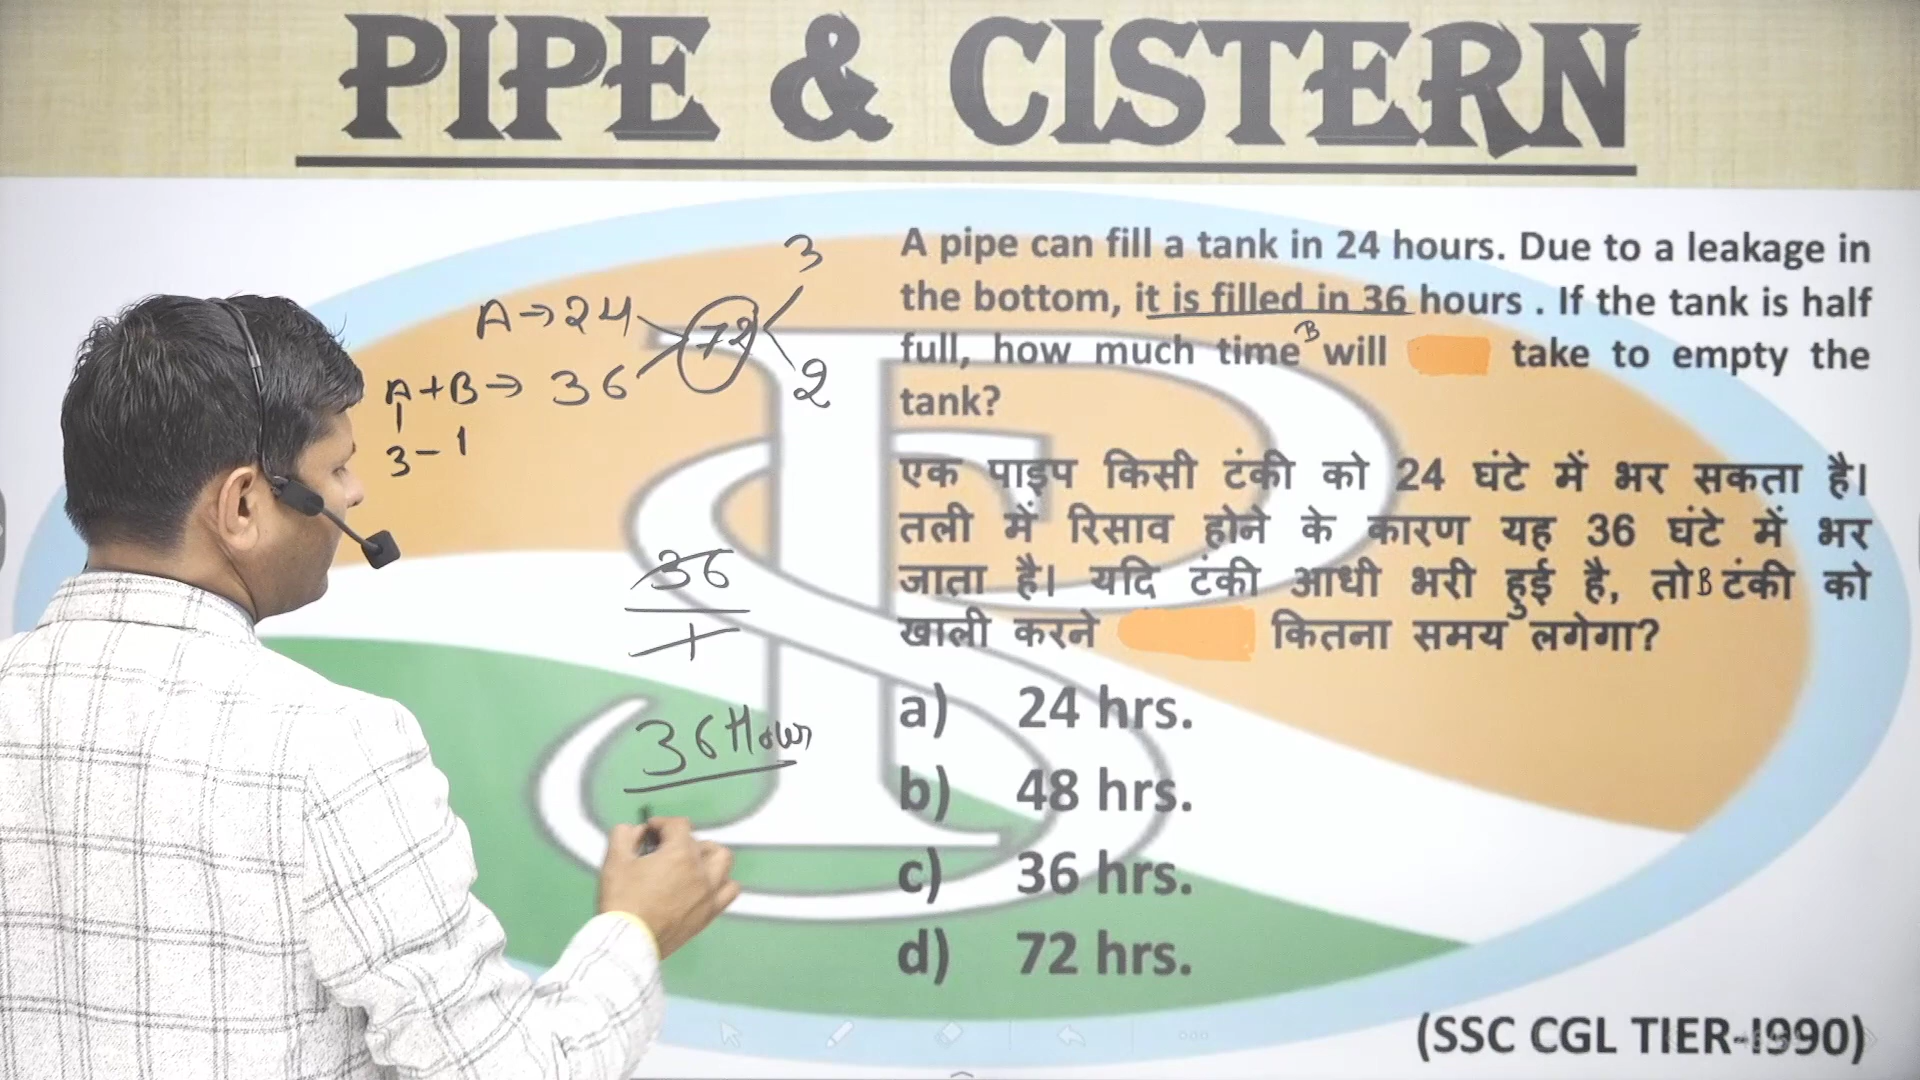 PIPE & CISTERN
A pipe can fill a tank in 24 hours. Due to a leakage in
the bottom, it is filled in 36 hours . If the tank is half
full, how much time B will take to empty the
tank?
एक पाइप किसी टंकी को 24 घंटे में भर सकता है।
तली में रिसाव होने के कारण यह 36 घंटे में भर
जाता है। यदि टंकी आधी भरी हुई है, तो B टंकी को
खाली करने कितना समय लगेगा?
a) 24 hrs.
b) 48 hrs.
c) 36 hrs.
d) 72 hrs.
(SSC CGL TIER-I990)
A→24
A+B→36
72
3
2
3-1
36
1
36 Hour